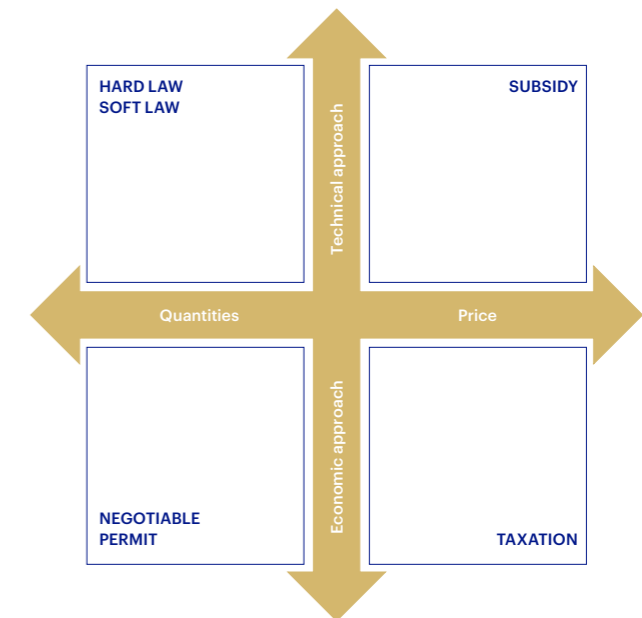 HARD LAW
SOFT LAW
SUBSIDY
Technical approach
Quantities
Price
Economic approach
NEGOTIABLE
PERMIT
TAXATION